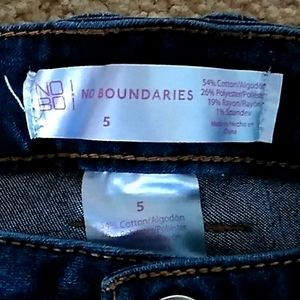 NO
BO
NO BOUNDARIES
5
54% Cotton/Algodón
26% Polyester/Poliéster
19% Rayon/Rayón
1% Spandex
Made/Hecho en
China
5
54% Cotton/Algodón